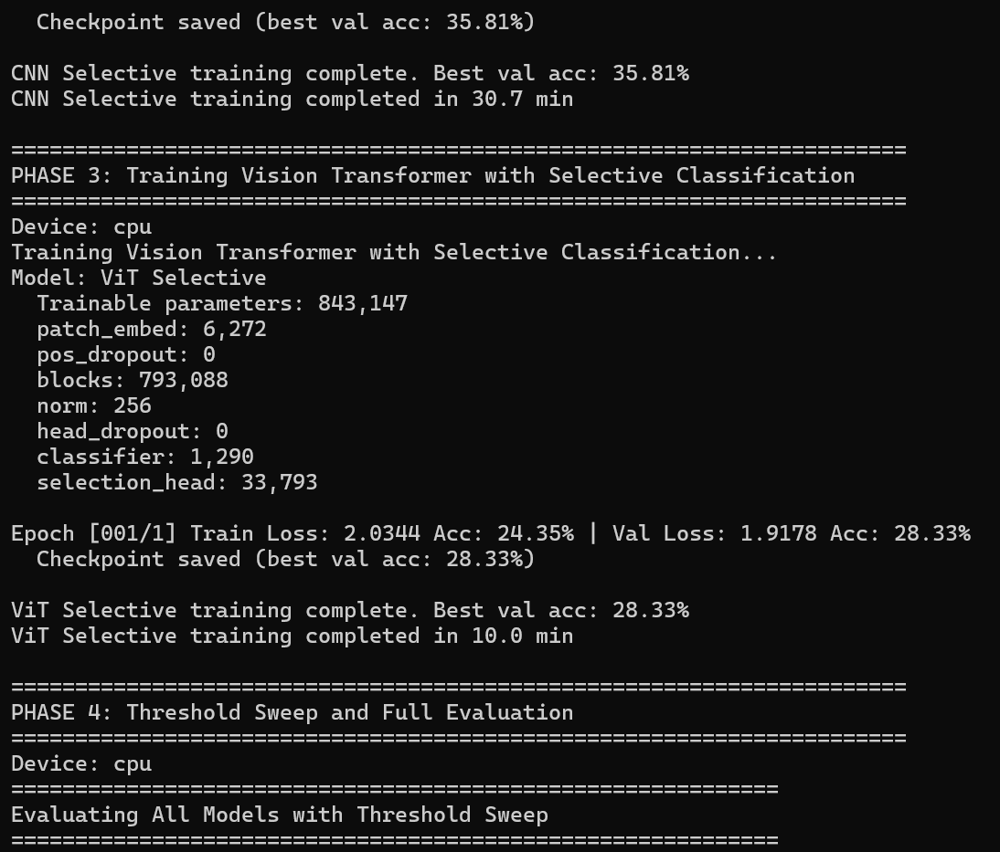 Checkpoint saved (best val acc: 35.81%)
CNN Selective training complete. Best val acc: 35.81%
CNN Selective training completed in 30.7 min
======================================================================
PHASE 3: Training Vision Transformer with Selective Classification
======================================================================
Device: cpu
Training Vision Transformer with Selective Classification...
Model: ViT Selective
Trainable parameters: 843,147
patch_embed: 6,272
pos_dropout: 0
blocks: 793,088
norm: 256
head_dropout: 0
classifier: 1,290
selection_head: 33,793
Epoch [001/1] Train Loss: 2.0344 Acc: 24.35% | Val Loss: 1.9178 Acc: 28.33%
Checkpoint saved (best val acc: 28.33%)
ViT Selective training complete. Best val acc: 28.33%
ViT Selective training completed in 10.0 min
======================================================================
PHASE 4: Threshold Sweep and Full Evaluation
======================================================================
Device: cpu
============================================================
Evaluating All Models with Threshold Sweep
============================================================